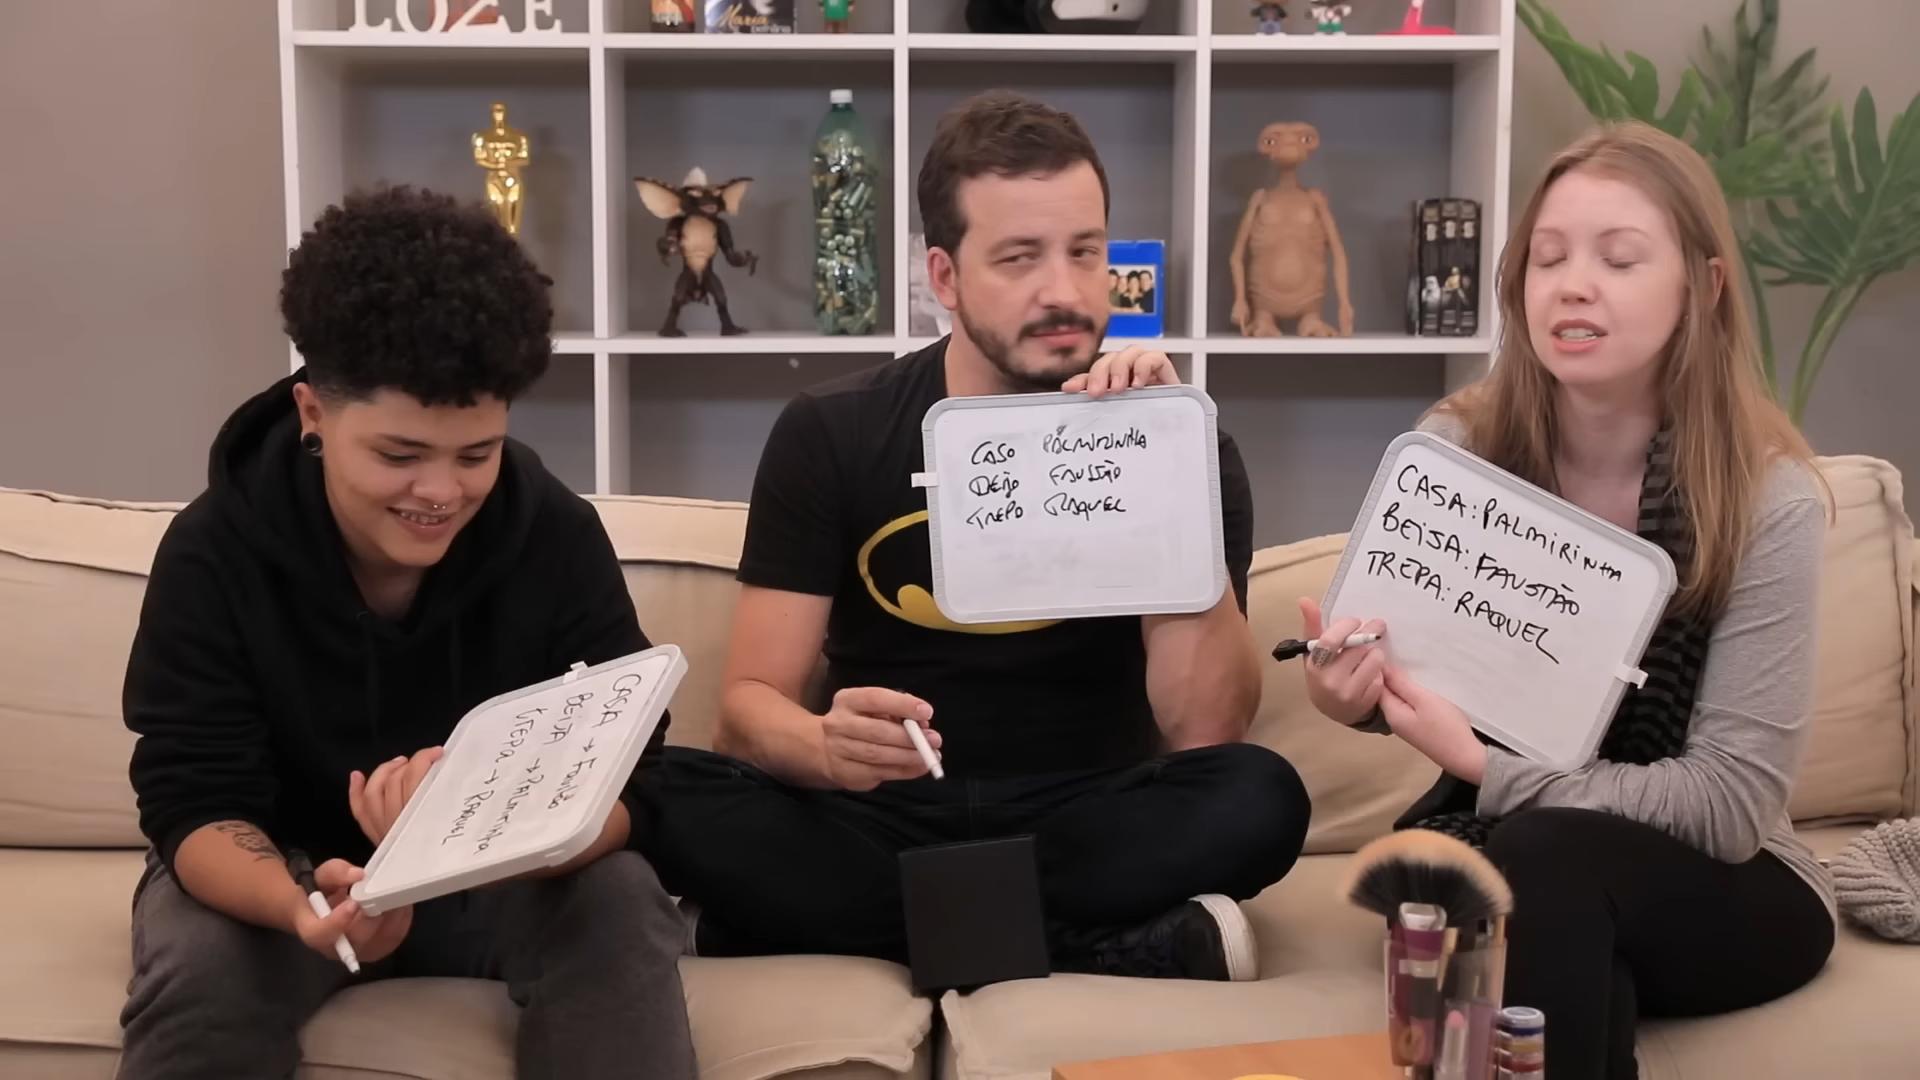 LOZE
Maria
CASA → Faustão
BEIJA → PALMIRINHA
trepa → RAQUEL
CASO PALMIRINHA
BEIJO FAUSTÃO
TREPO RAQUEL
CASA: PALMIRINHA
BEIJA: FAUSTÃO
TREPA: RAQUEL